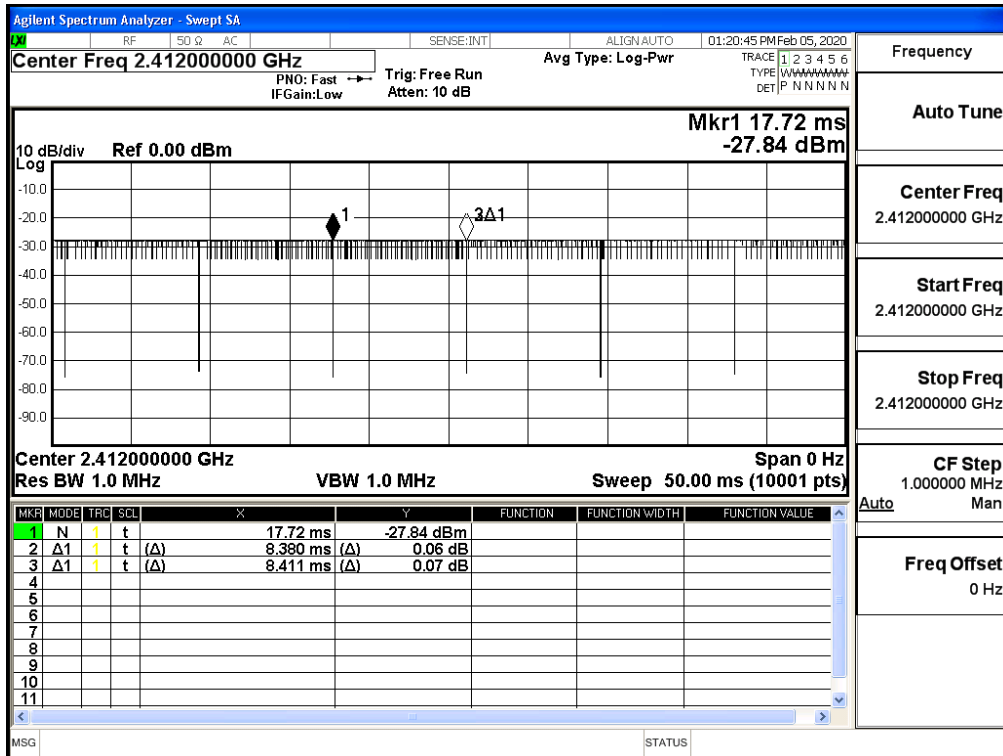 Agilent Spectrum Analyzer - Swept SA
LXI RF 50 Ω AC SENSE:INT ALIGNAUTO 01:20:45 PM Feb 05, 2020
Center Freq 2.412000000 GHz
PNO: Fast
IFGain:Low
Trig: Free Run
Atten: 10 dB
Avg Type: Log-Pwr
TRACE 1 2 3 4 5 6
TYPE W
DET P N N N N N
Mkr1 17.72 ms
-27.84 dBm
10 dB/div Ref 0.00 dBm
Log
-10.0
-20.0
-30.0
-40.0
-50.0
-60.0
-70.0
-80.0
-90.0
1
3Δ1
Center 2.412000000 GHz Span 0 Hz
Res BW 1.0 MHz VBW 1.0 MHz Sweep 50.00 ms (10001 pts)
MKR MODE TRC SCL X Y FUNCTION FUNCTION WIDTH FUNCTION VALUE
1 N 1 t 17.72 ms -27.84 dBm
2 Δ1 1 t (Δ) 8.380 ms (Δ) 0.06 dB
3 Δ1 1 t (Δ) 8.411 ms (Δ) 0.07 dB
4
5
6
7
8
9
10
11
MSG STATUS
Frequency
Auto Tune
Center Freq
2.412000000 GHz
Start Freq
2.412000000 GHz
Stop Freq
2.412000000 GHz
CF Step
1.000000 MHz
Auto Man
Freq Offset
0 Hz